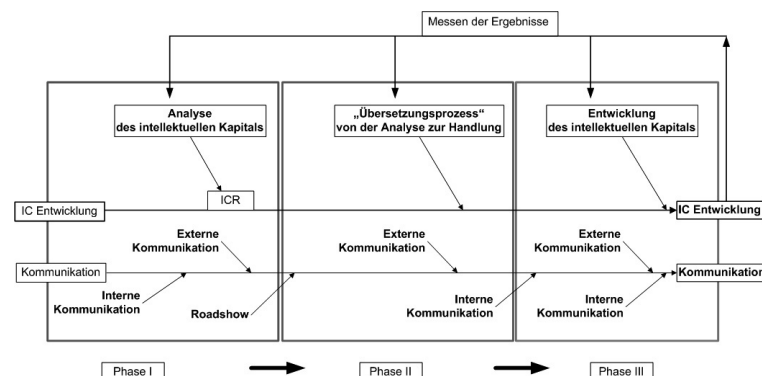 Messen der Ergebnisse
Analyse
des intellektuellen Kapitals
„Übersetzungsprozess“
von der Analyse zur Handlung
Entwicklung
des intellektuellen Kapitals
ICR
IC Entwicklung
IC Entwicklung
Externe
Kommunikation
Externe
Kommunikation
Externe
Kommunikation
Kommunikation
Kommunikation
Interne
Kommunikation
Roadshow
Interne
Kommunikation
Interne
Kommunikation
Phase I
Phase II
Phase III